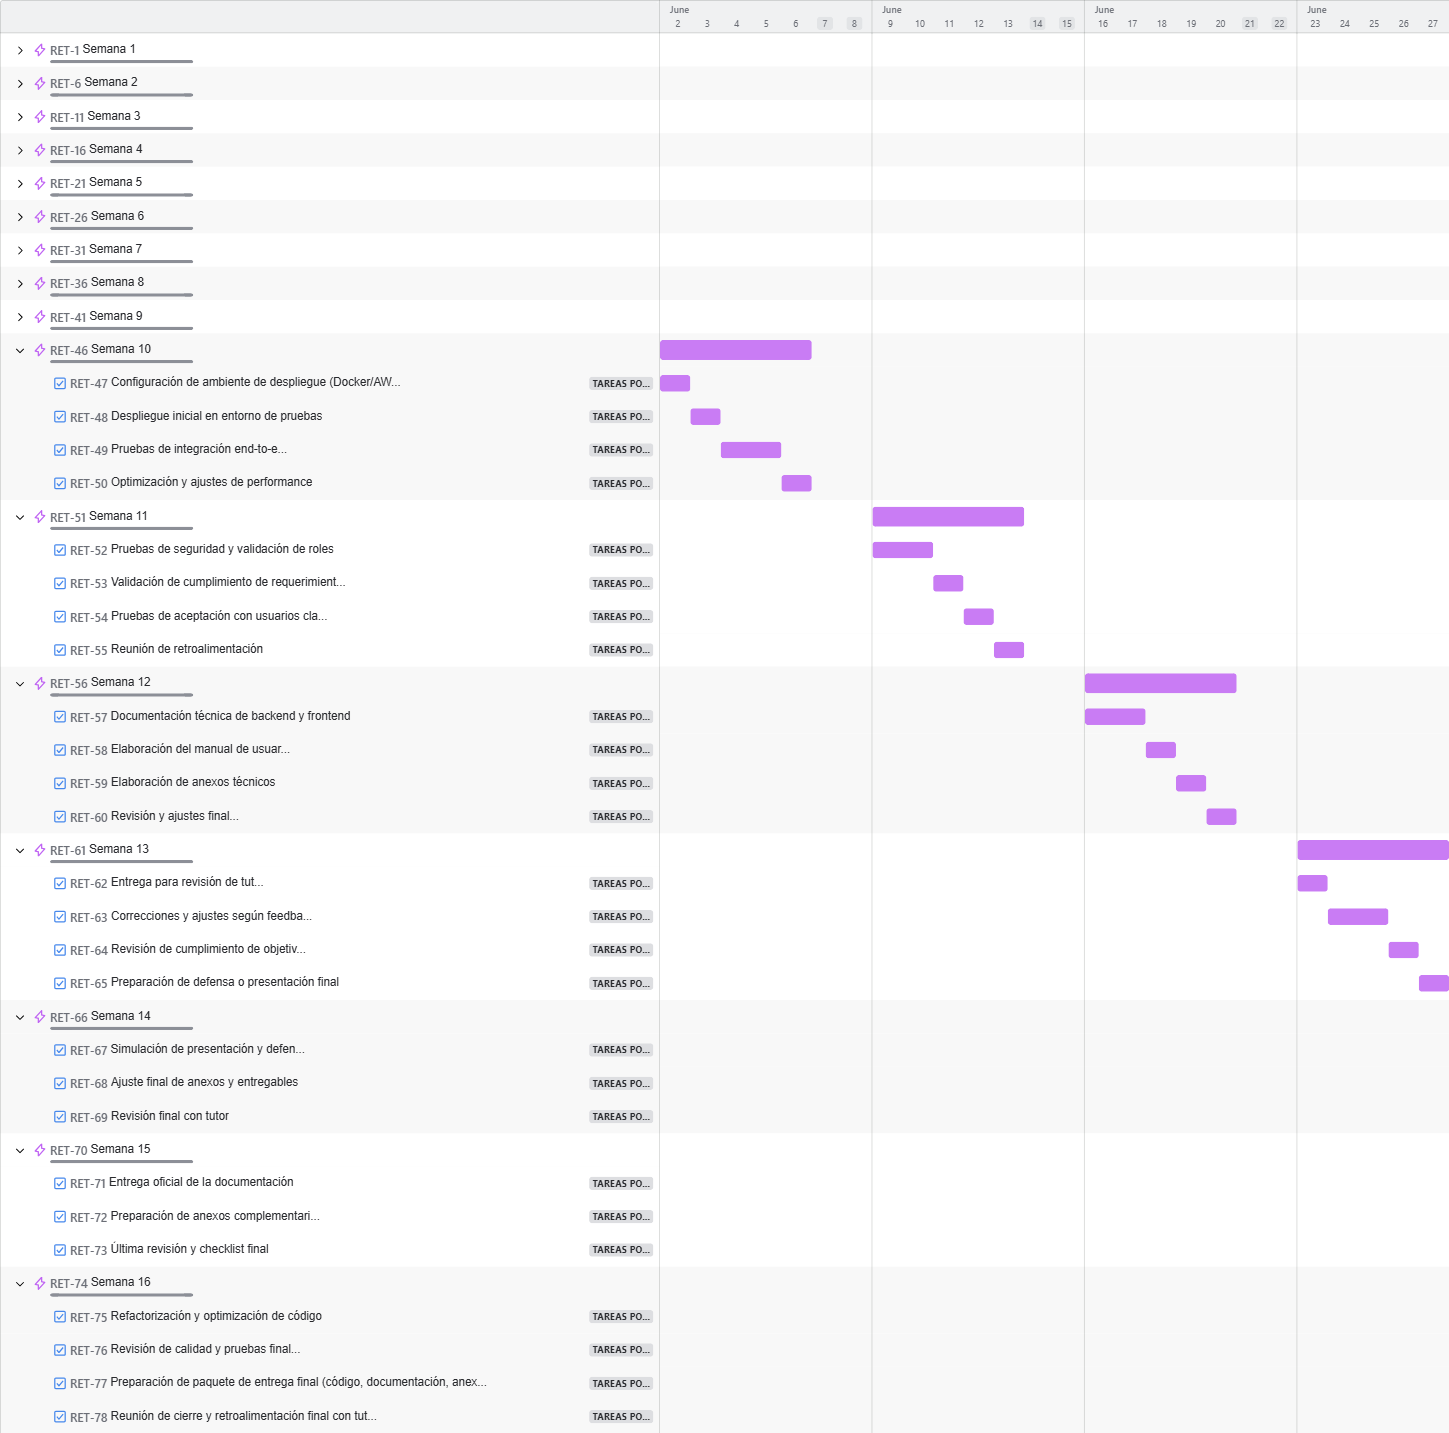 June June June June
2 3 4 5 6 7 8 9 10 11 12 13 14 15 16 17 18 19 20 21 22 23 24 25 26 27
RET-1 Semana 1
RET-6 Semana 2
RET-11 Semana 3
RET-16 Semana 4
RET-21 Semana 5
RET-26 Semana 6
RET-31 Semana 7
RET-36 Semana 8
RET-41 Semana 9
RET-46 Semana 10
RET-47 Configuración de ambiente de despliegue (Docker/AW... TAREAS PO...
RET-48 Despliegue inicial en entorno de pruebas TAREAS PO...
RET-49 Pruebas de integración end-to-e... TAREAS PO...
RET-50 Optimización y ajustes de performance TAREAS PO...
RET-51 Semana 11
RET-52 Pruebas de seguridad y validación de roles TAREAS PO...
RET-53 Validación de cumplimiento de requerimient... TAREAS PO...
RET-54 Pruebas de aceptación con usuarios cla... TAREAS PO...
RET-55 Reunión de retroalimentación TAREAS PO...
RET-56 Semana 12
RET-57 Documentación técnica de backend y frontend TAREAS PO...
RET-58 Elaboración del manual de usuar... TAREAS PO...
RET-59 Elaboración de anexos técnicos TAREAS PO...
RET-60 Revisión y ajustes final... TAREAS PO...
RET-61 Semana 13
RET-62 Entrega para revisión de tut... TAREAS PO...
RET-63 Correcciones y ajustes según feedba... TAREAS PO...
RET-64 Revisión de cumplimiento de objetiv... TAREAS PO...
RET-65 Preparación de defensa o presentación final TAREAS PO...
RET-66 Semana 14
RET-67 Simulación de presentación y defen... TAREAS PO...
RET-68 Ajuste final de anexos y entregables TAREAS PO...
RET-69 Revisión final con tutor TAREAS PO...
RET-70 Semana 15
RET-71 Entrega oficial de la documentación TAREAS PO...
RET-72 Preparación de anexos complementari... TAREAS PO...
RET-73 Última revisión y checklist final TAREAS PO...
RET-74 Semana 16
RET-75 Refactorización y optimización de código TAREAS PO...
RET-76 Revisión de calidad y pruebas final... TAREAS PO...
RET-77 Preparación de paquete de entrega final (código, documentación, anex... TAREAS PO...
RET-78 Reunión de cierre y retroalimentación final con tut... TAREAS PO...